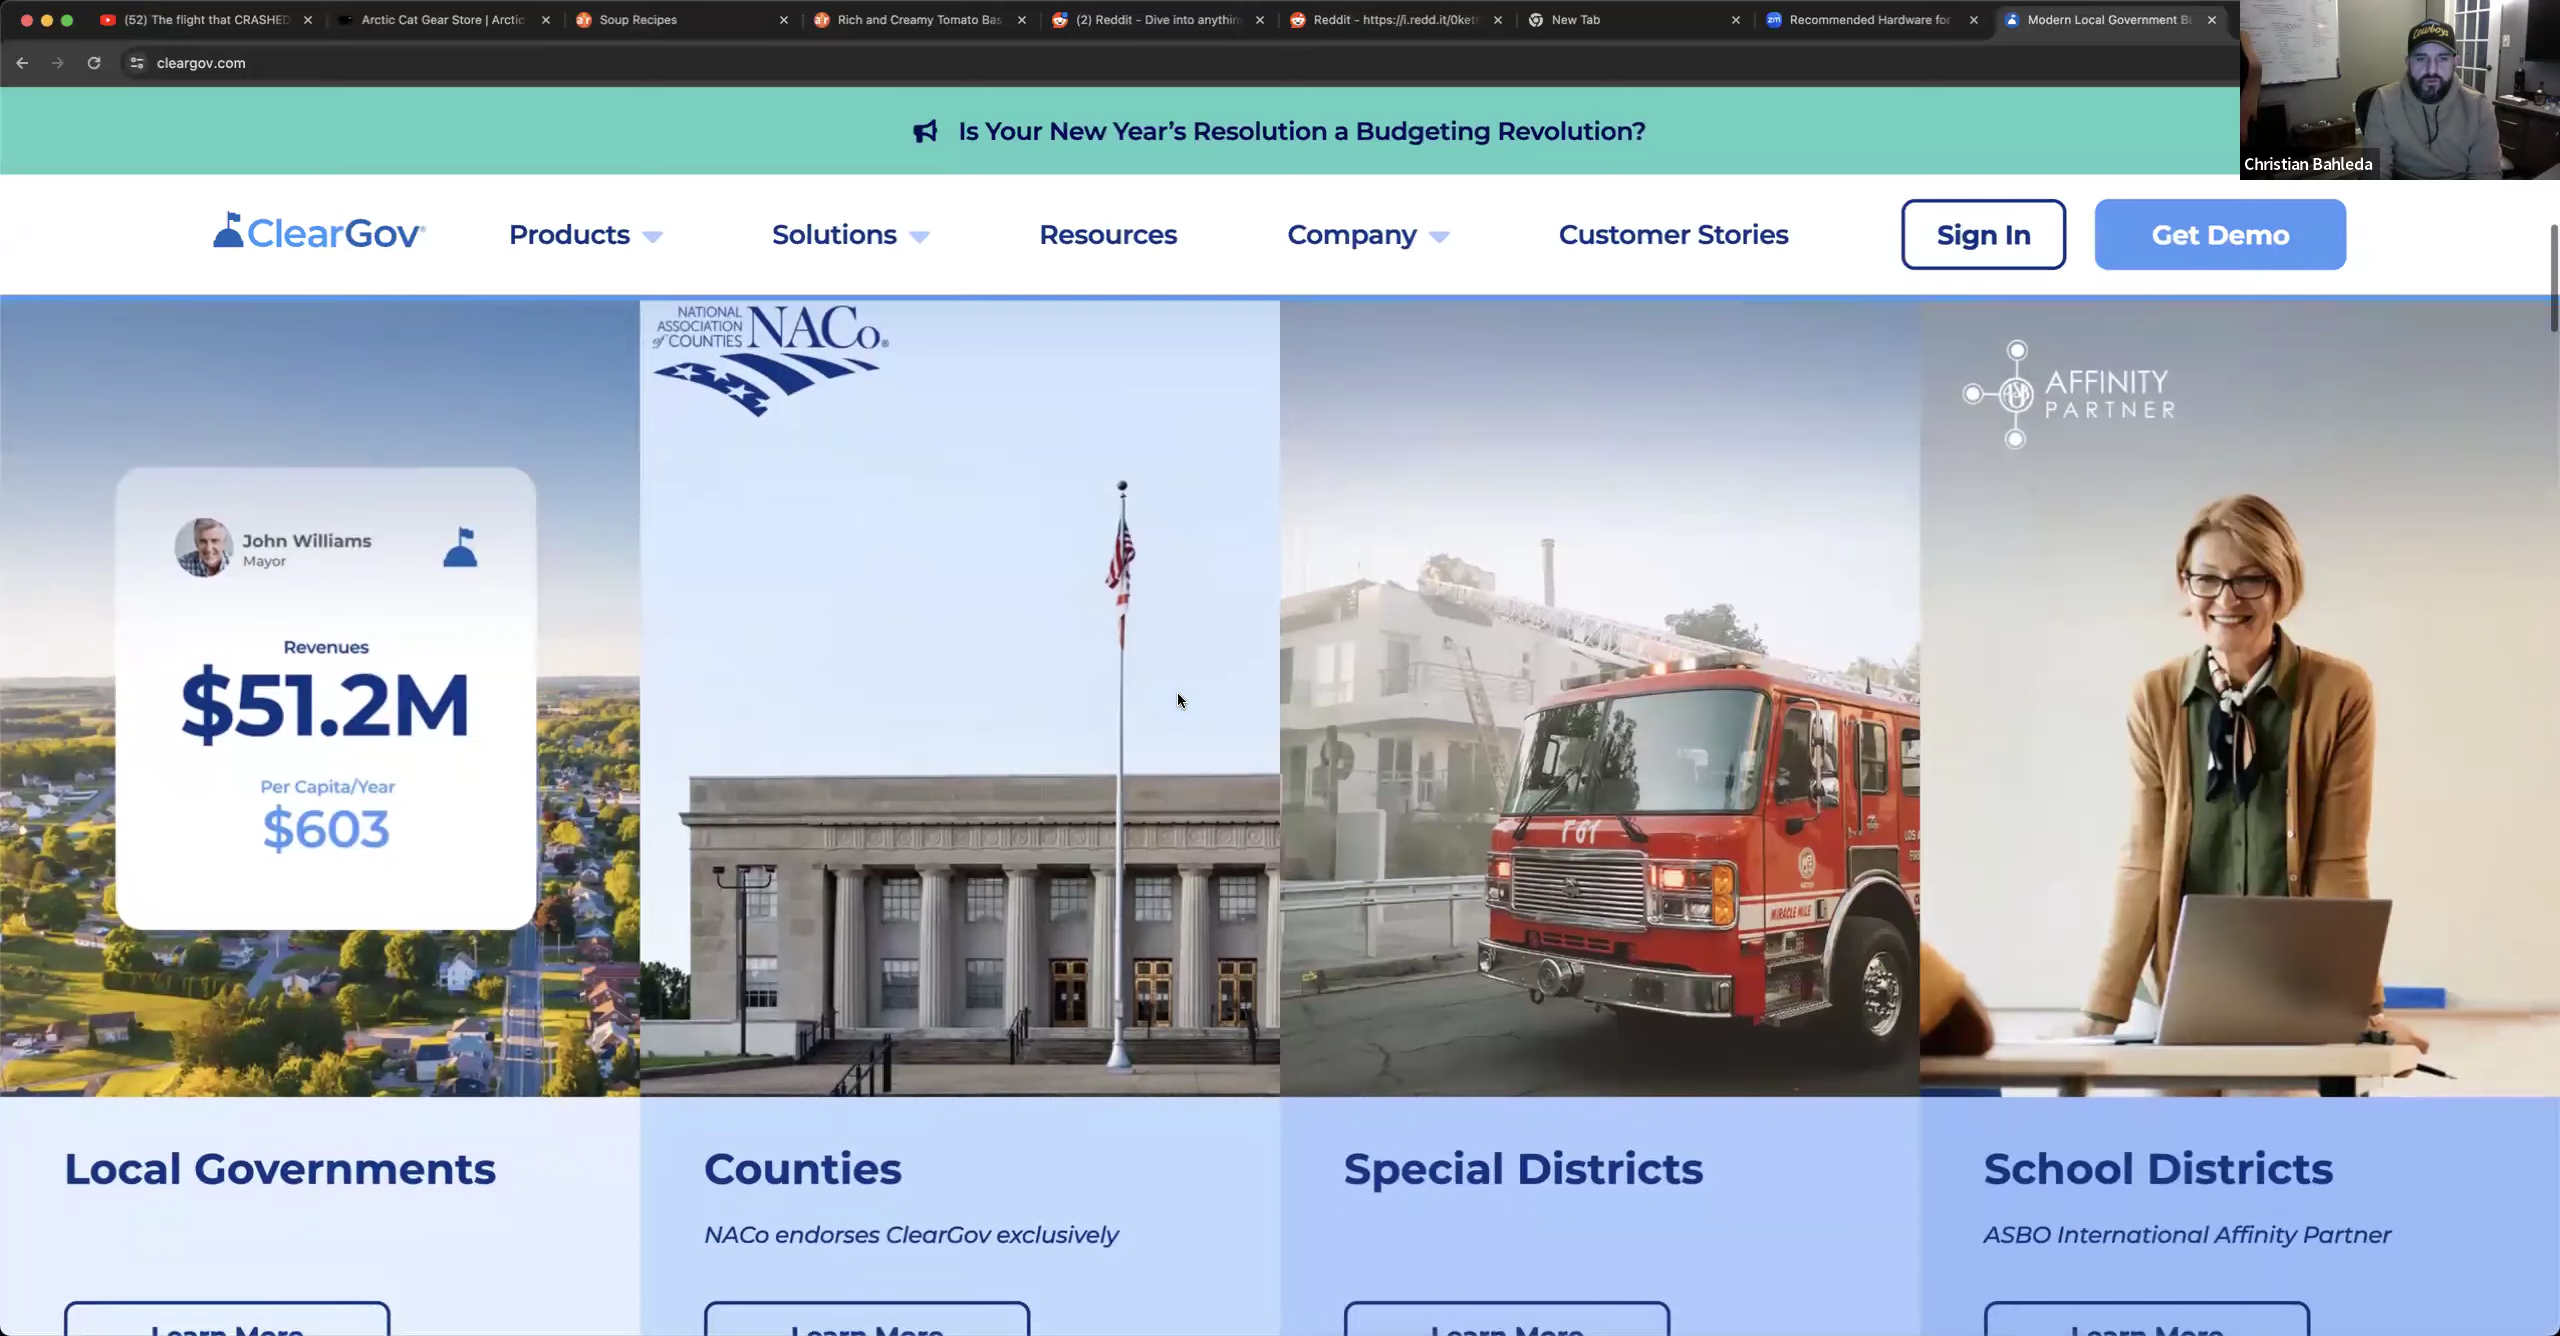 (52) The flight that CRASHED
Arctic Cat Gear Store | Arctic
Soup Recipes
Rich and Creamy Tomato Bas
(2) Reddit - Dive into anythin
Reddit - https://i.redd.it/0ket
New Tab
Recommended Hardware for
Modern Local Government B
cleargov.com
Christian Bahleda
Is Your New Year's Resolution a Budgeting Revolution?
ClearGov
Products
Solutions
Resources
Company
Customer Stories
Sign In
Get Demo
NATIONAL
ASSOCIATION
of COUNTIES
NACo®
AFFINITY
PARTNER
John Williams
Mayor
Revenues
$51.2M
Per Capita/Year
$603
MIRACLE MILE
Local Governments
Counties
NACo endorses ClearGov exclusively
Special Districts
School Districts
ASBO International Affinity Partner
Learn More
Learn More
Learn More
Learn More